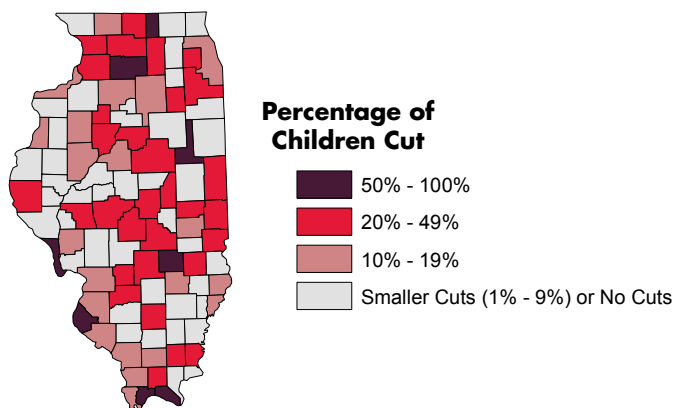 Percentage of
Children Cut
50% - 100%
20% - 49%
10% - 19%
Smaller Cuts (1% - 9%) or No Cuts